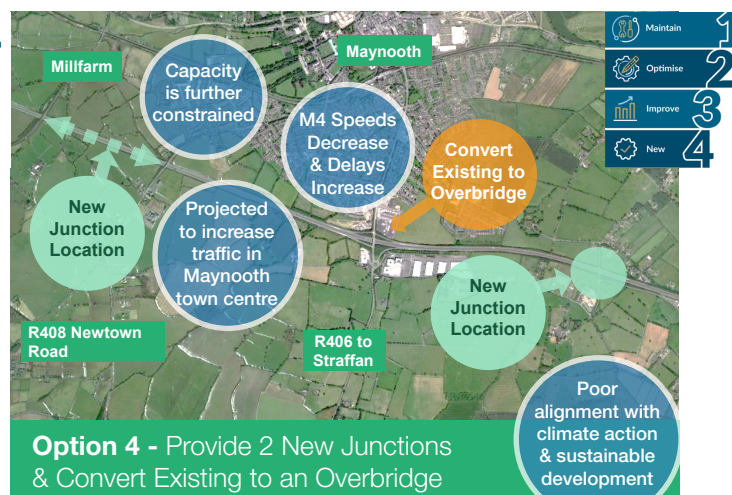 Millfarm
Maynooth
Capacity
is further
constrained
M4 Speeds
Decrease
& Delays
Increase
Convert
Existing to
Overbridge
Maintain 1
Optimise 2
Improve 3
New 4
New
Junction
Location
Projected
to increase
traffic in
Maynooth
town centre
New
Junction
Location
R408 Newtown
Road
R406 to
Straffan
Poor
alignment with
climate action
& sustainable
development
Option 4 - Provide 2 New Junctions
& Convert Existing to an Overbridge